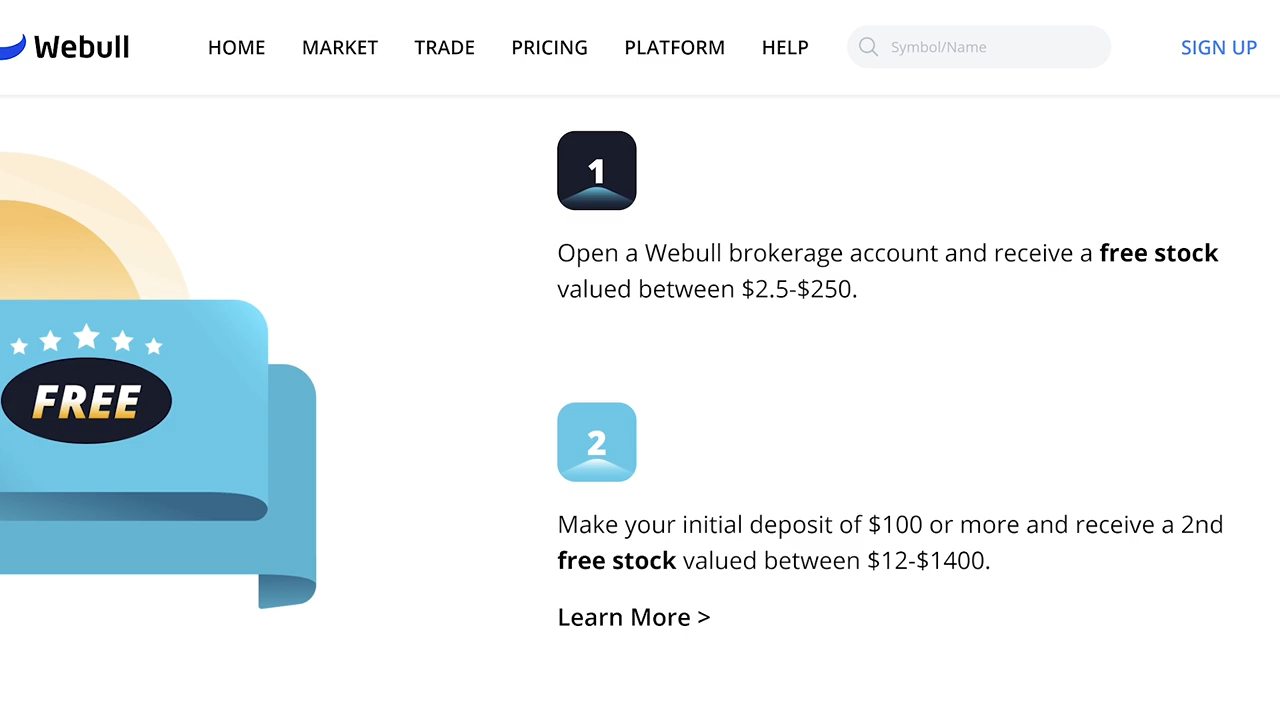 Webull HOME MARKET TRADE PRICING PLATFORM HELP Symbol/Name SIGN UP
FREE
1
Open a Webull brokerage account and receive a free stock
valued between $2.5-$250.
2
Make your initial deposit of $100 or more and receive a 2nd
free stock valued between $12-$1400.
Learn More >